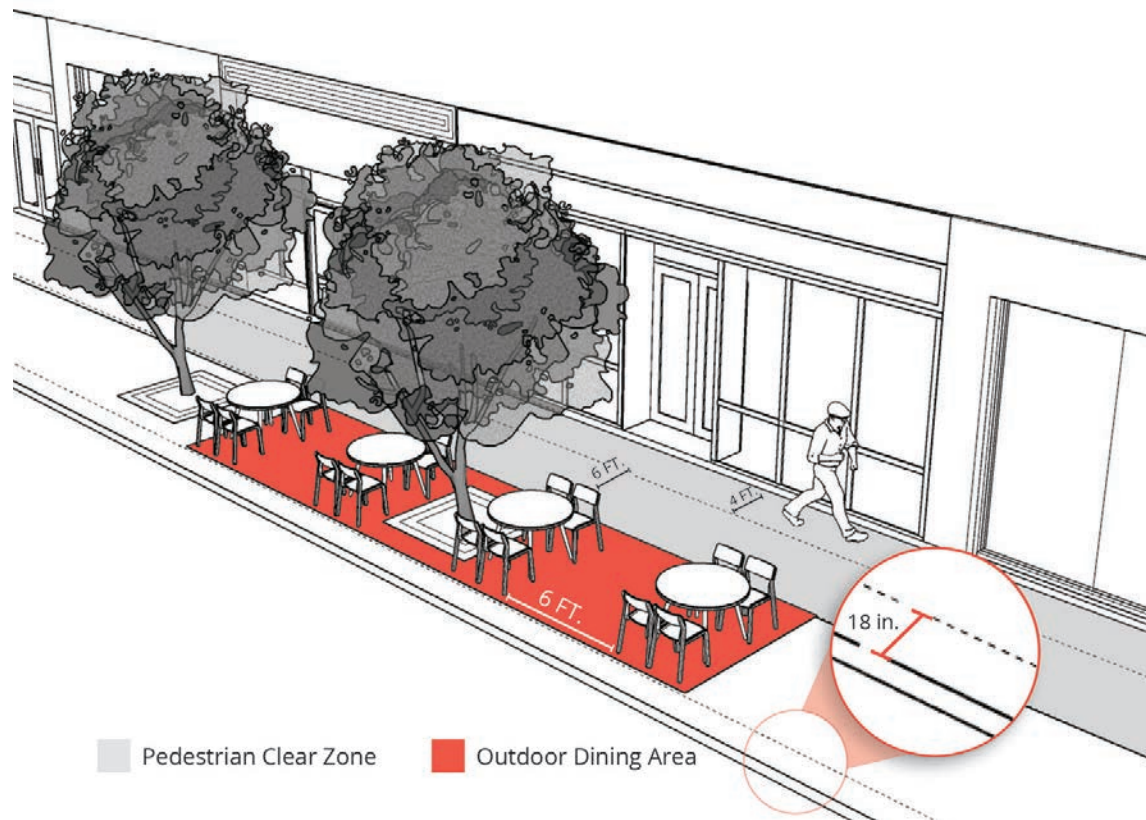 6 FT.
4 FT.
6 FT.
18 in.
Pedestrian Clear Zone
Outdoor Dining Area